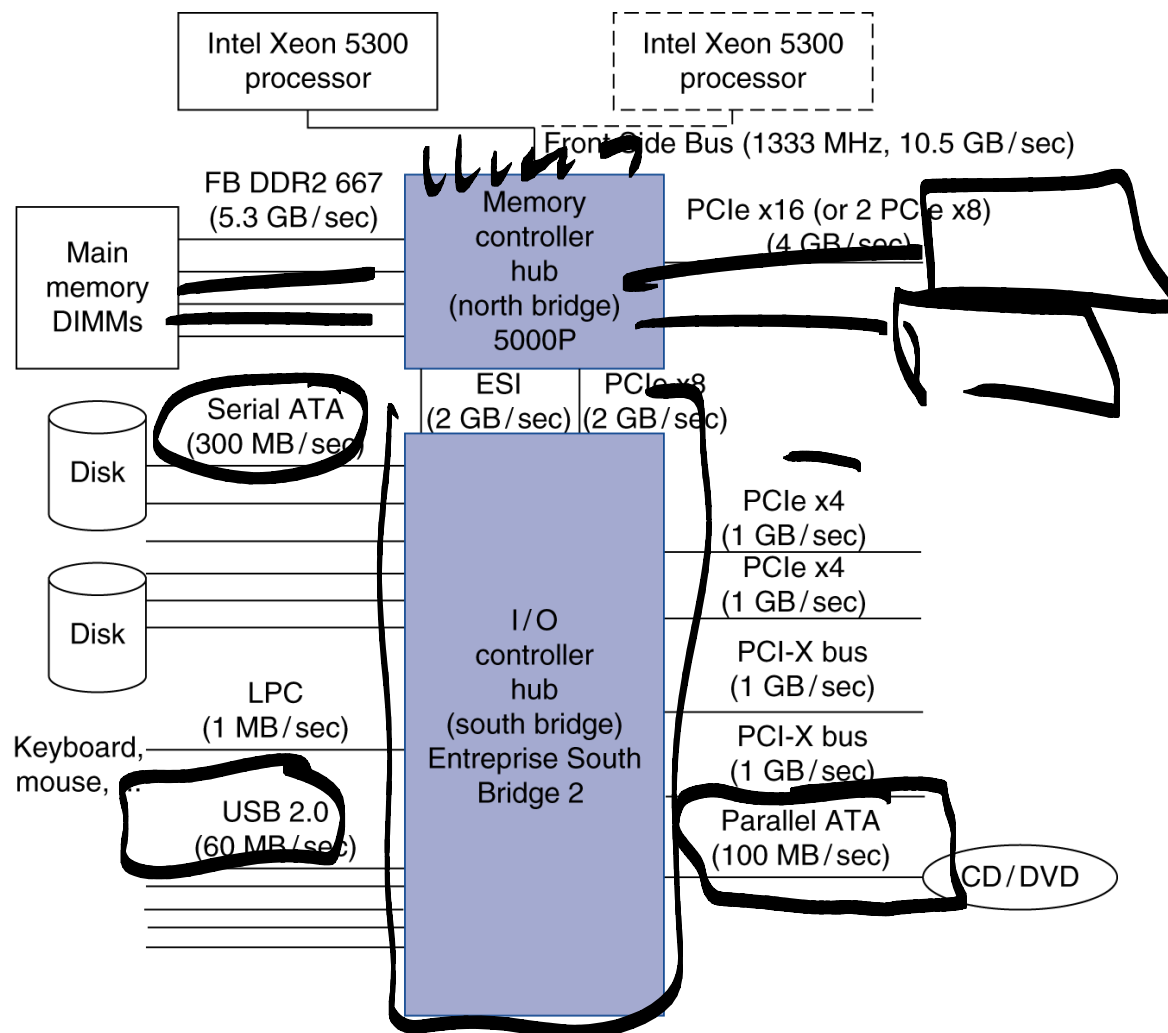 Intel Xeon 5300
processor
Intel Xeon 5300
processor
Front Side Bus (1333 MHz, 10.5 GB/sec)
FB DDR2 667
(5.3 GB/sec)
Main
memory
DIMMs
Memory
controller
hub
(north bridge)
5000P
PCIe x16 (or 2 PCIe x8)
(4 GB/sec)
ESI
(2 GB/sec)
PCIe x8
(2 GB/sec)
Serial ATA
(300 MB/sec)
Disk
Disk
PCIe x4
(1 GB/sec)
PCIe x4
(1 GB/sec)
I/O
controller
hub
(south bridge)
Entreprise South
Bridge 2
PCI-X bus
(1 GB/sec)
PCI-X bus
(1 GB/sec)
LPC
(1 MB/sec)
Keyboard,
mouse, ...
USB 2.0
(60 MB/sec)
Parallel ATA
(100 MB/sec)
CD/DVD